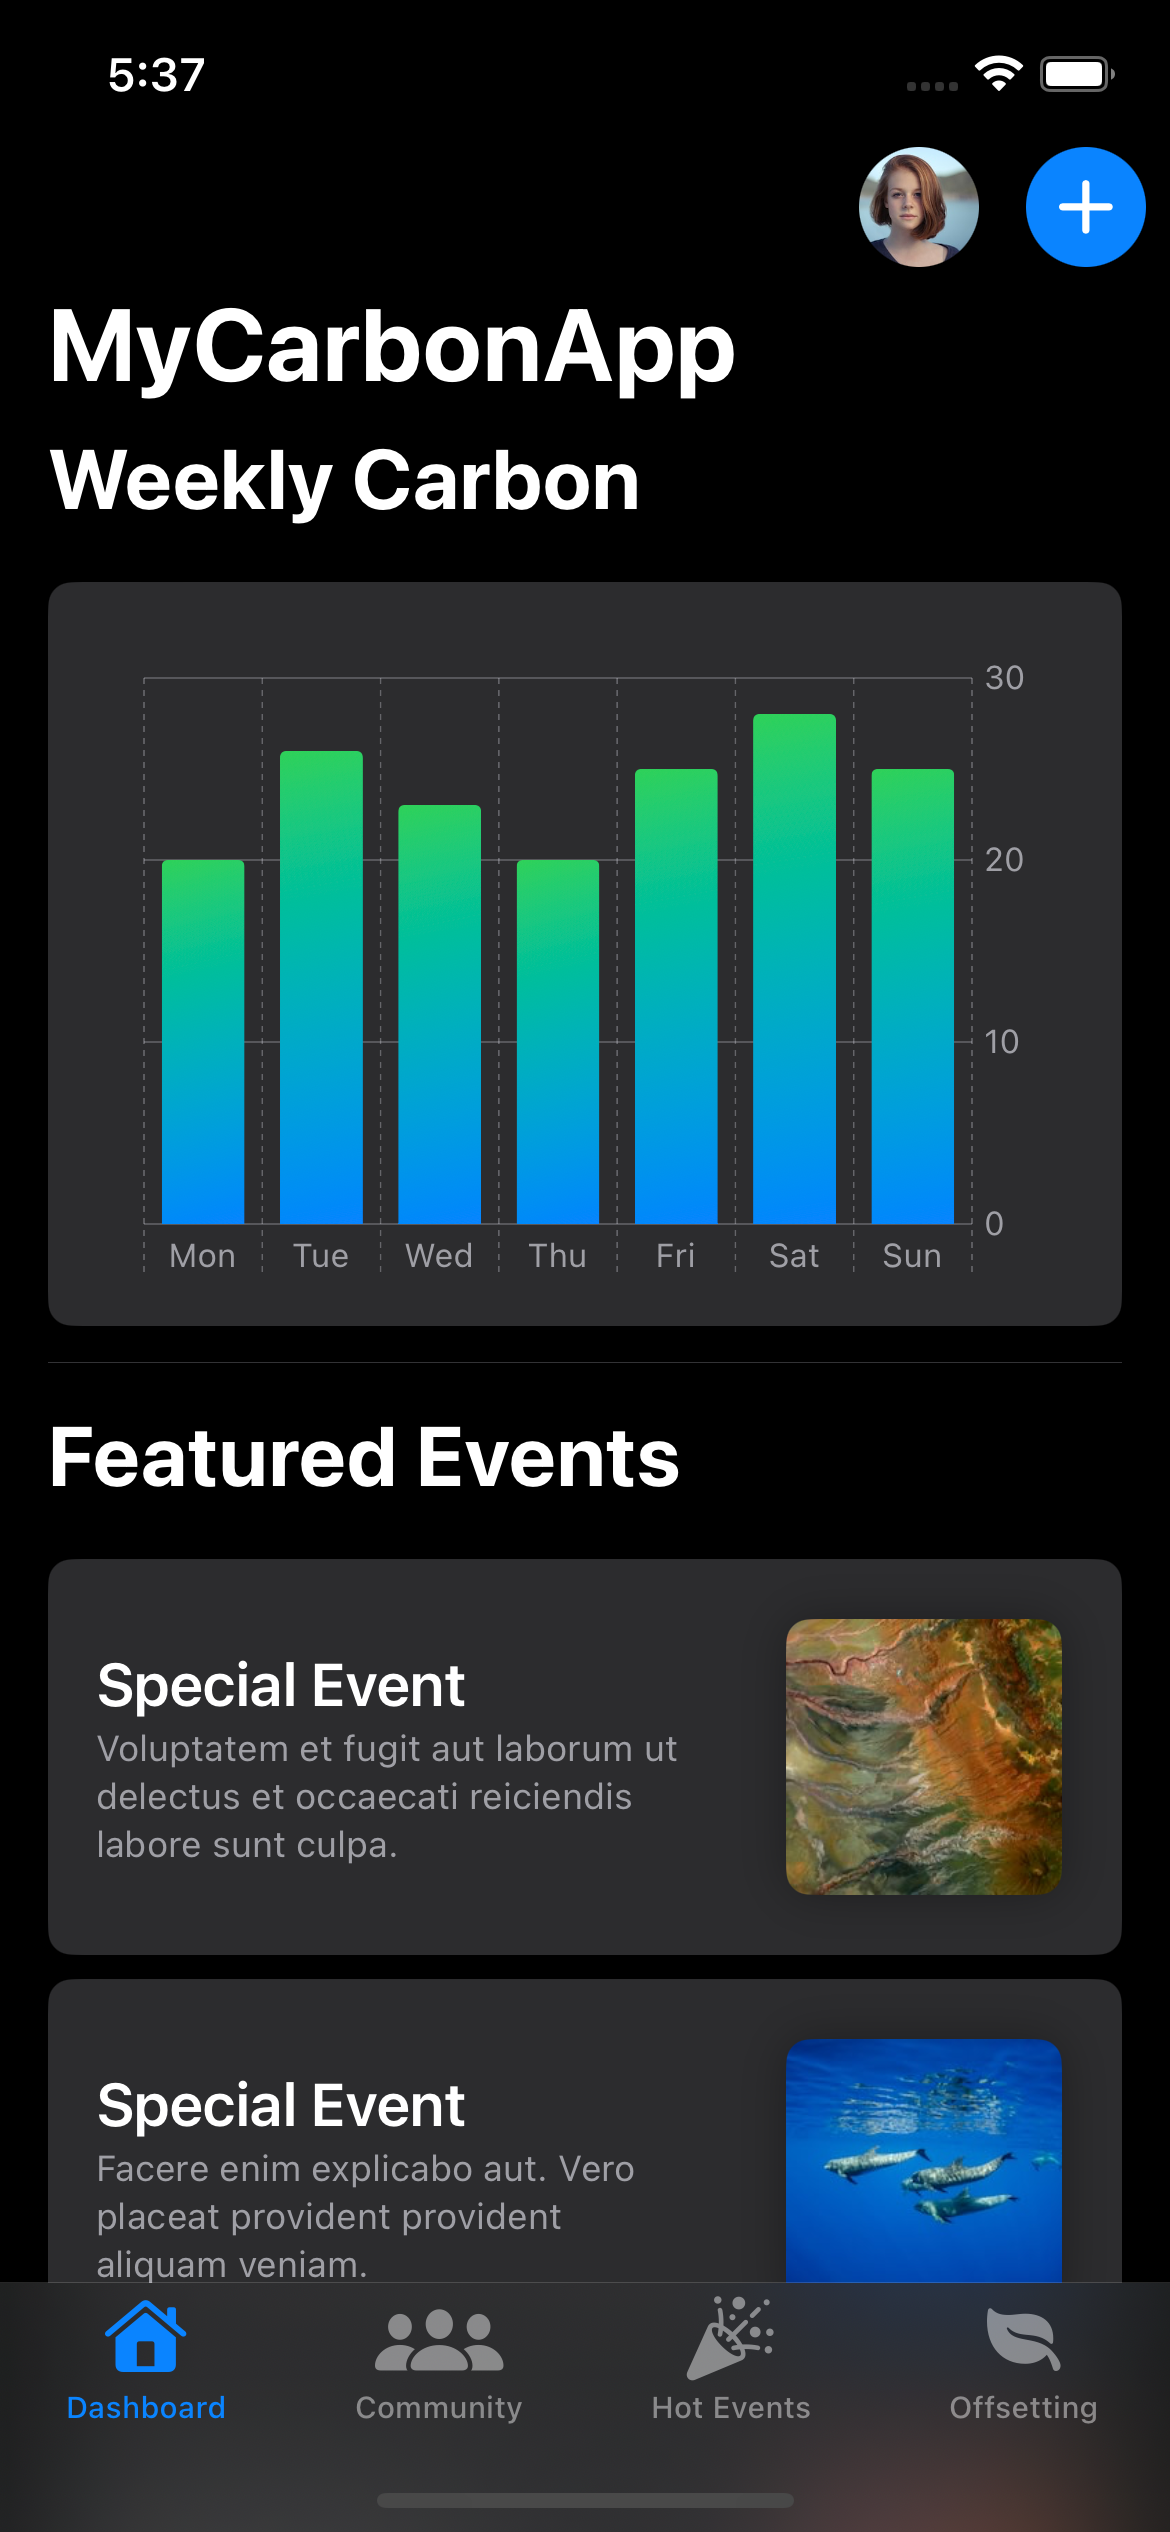 5:37
MyCarbonApp
Weekly Carbon
30
20
10
0
Mon Tue Wed Thu Fri Sat Sun
Featured Events
Special Event
Voluptatem et fugit aut laborum ut
delectus et occaecati reiciendis
labore sunt culpa.
Special Event
Facere enim explicabo aut. Vero
placeat provident provident
aliquam veniam.
Dashboard Community Hot Events Offsetting